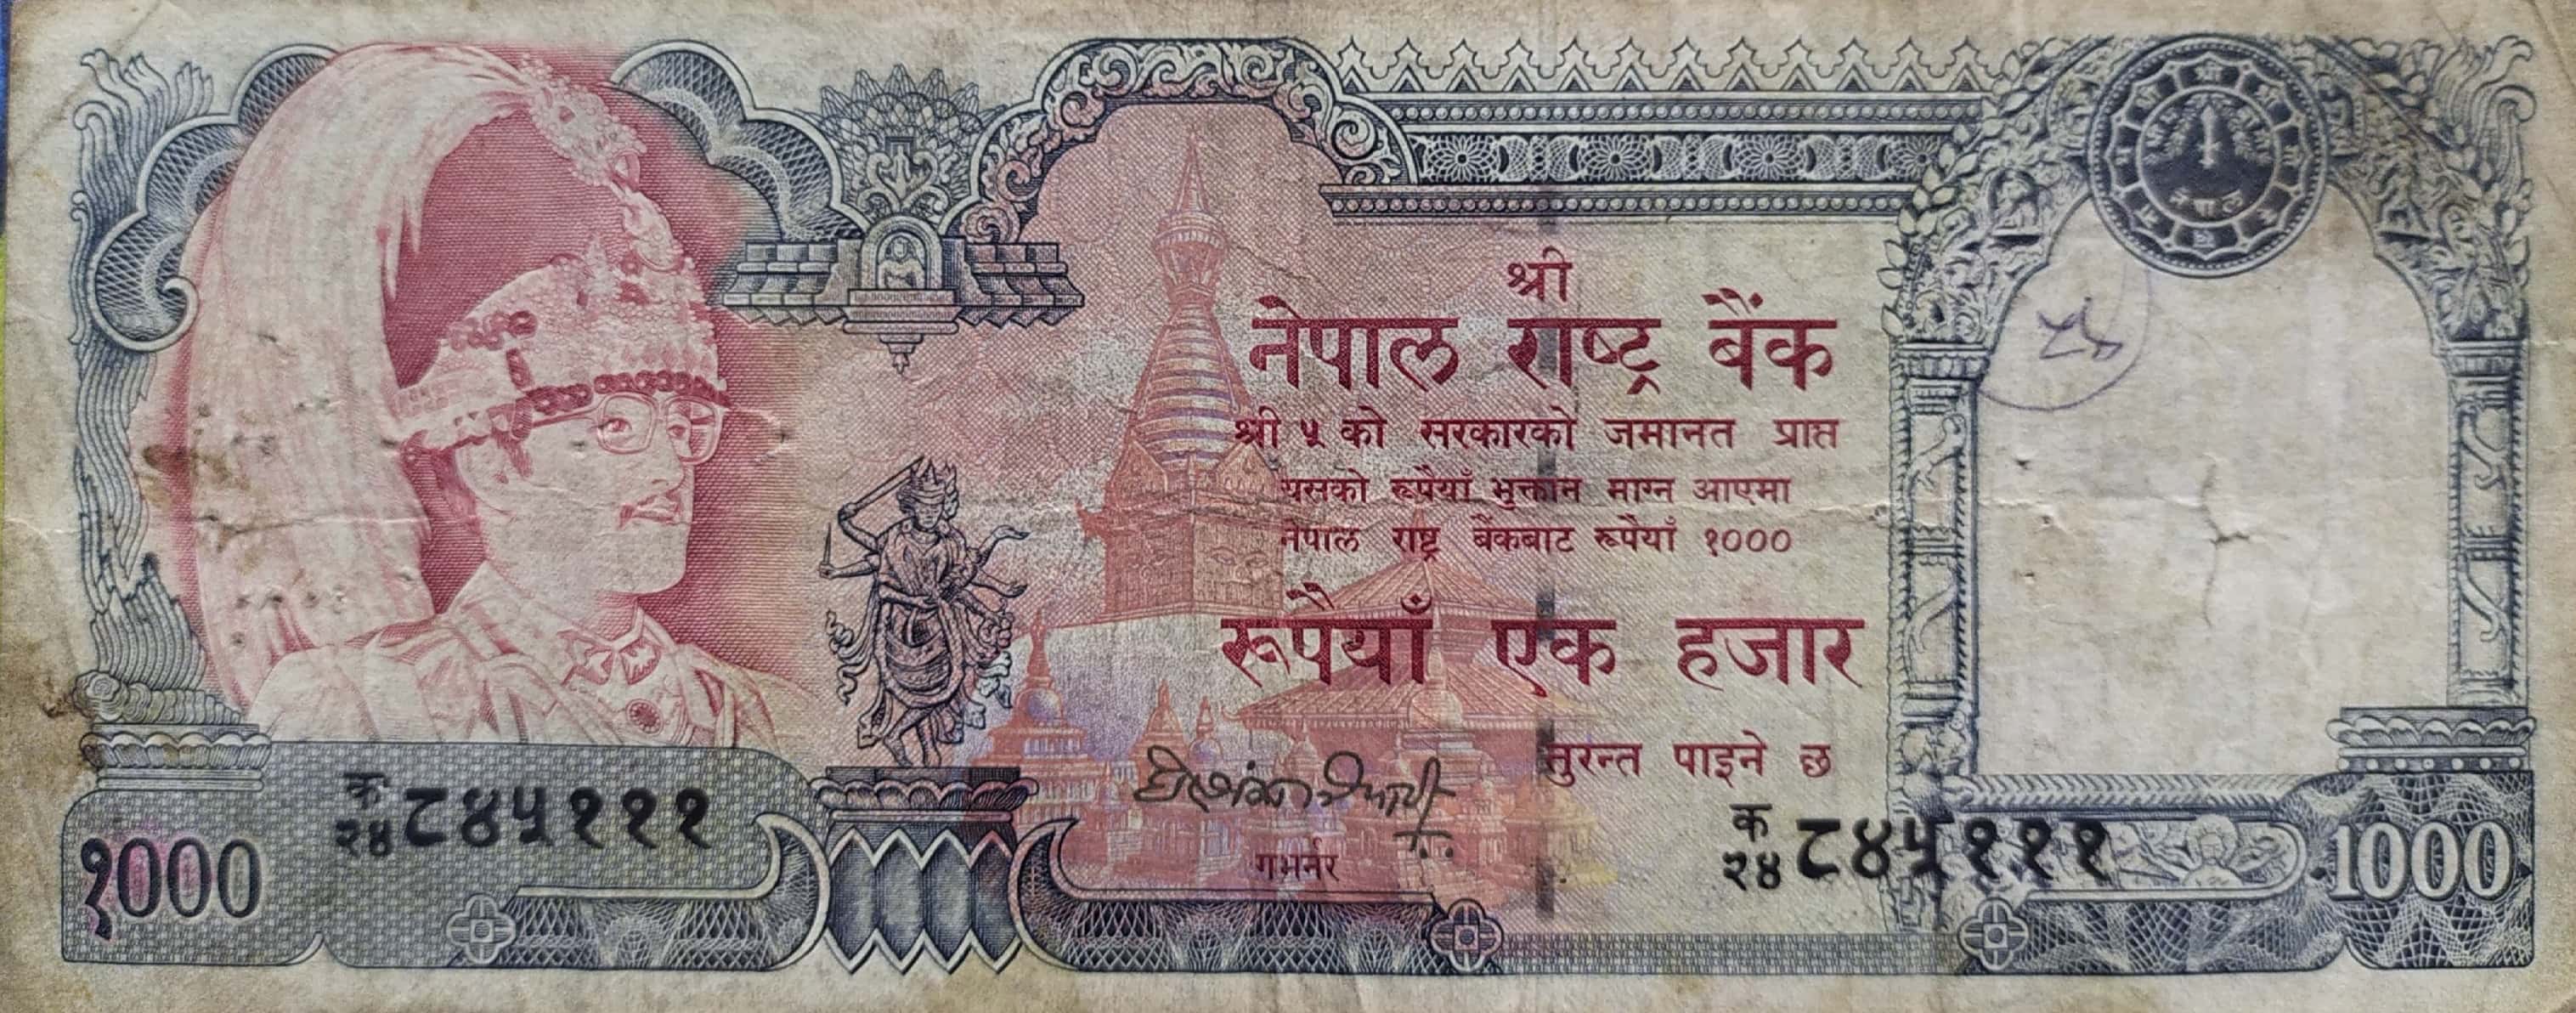 श्री
नेपाल राष्ट्र बैंक
श्री ५ को सरकारको जमानत प्राप्त
यसको रूपैयाँ भुक्तान माग्न आएमा
नेपाल राष्ट्र बैंकबाट रूपैयाँ १०००
रूपैयाँ एक हजार
तुरन्त पाइने छ
गभर्नर
क
२४ ८४५१११
क
२४ ८४५१११
१०००
1000
नेपाल